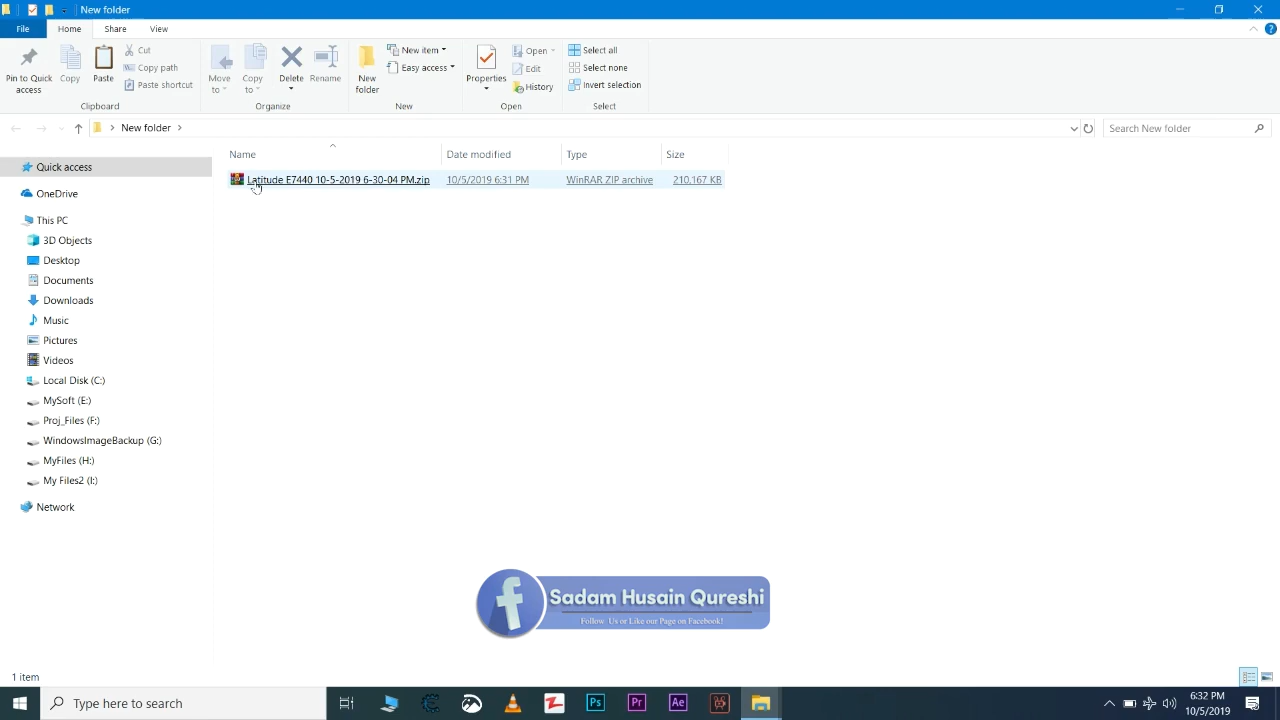 New folder
File Home Share View
Pin to Quick access
Copy
Paste
Cut
Copy path
Paste shortcut
Clipboard
Move to
Copy to
Delete
Rename
Organize
New folder
New item
Easy access
New
Properties
Open
Edit
History
Open
Select all
Select none
Invert selection
Select
New folder
Search New folder
Name Date modified Type Size
Latitude E7440 10-5-2019 6-30-04 PM.zip 10/5/2019 6:31 PM WinRAR ZIP archive 210,167 KB
Quick access
OneDrive
This PC
3D Objects
Desktop
Documents
Downloads
Music
Pictures
Videos
Local Disk (C:)
MySoft (E:)
Proj_Files (F:)
WindowsImageBackup (G:)
MyFiles (H:)
My Files2 (I:)
Network
f
Sadam Husain Qureshi
Follow Us or Like our Page on Facebook!
1 item
Type here to search
Z
Ps
Pr
Ae
6:32 PM
10/5/2019